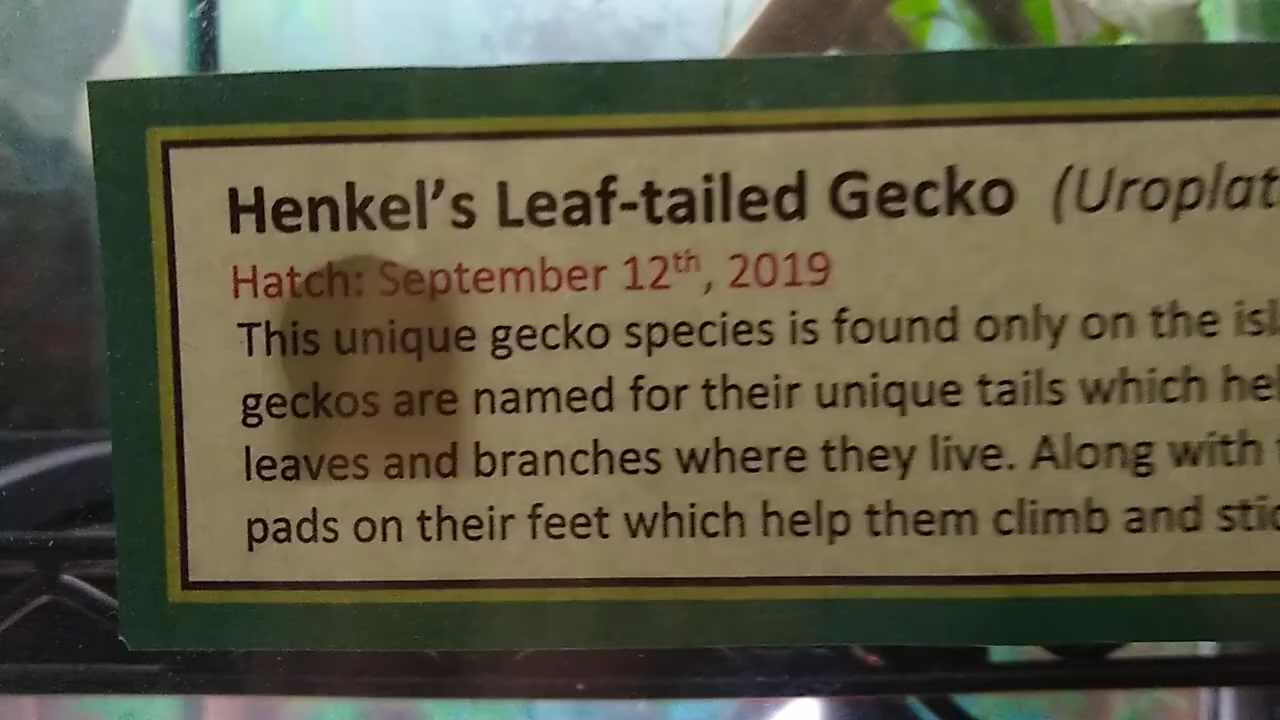 Henkel's Leaf-tailed Gecko (Uroplat
Hatch: September 12th, 2019
This unique gecko species is found only on the isl
geckos are named for their unique tails which hel
leaves and branches where they live. Along with
pads on their feet which help them climb and stic